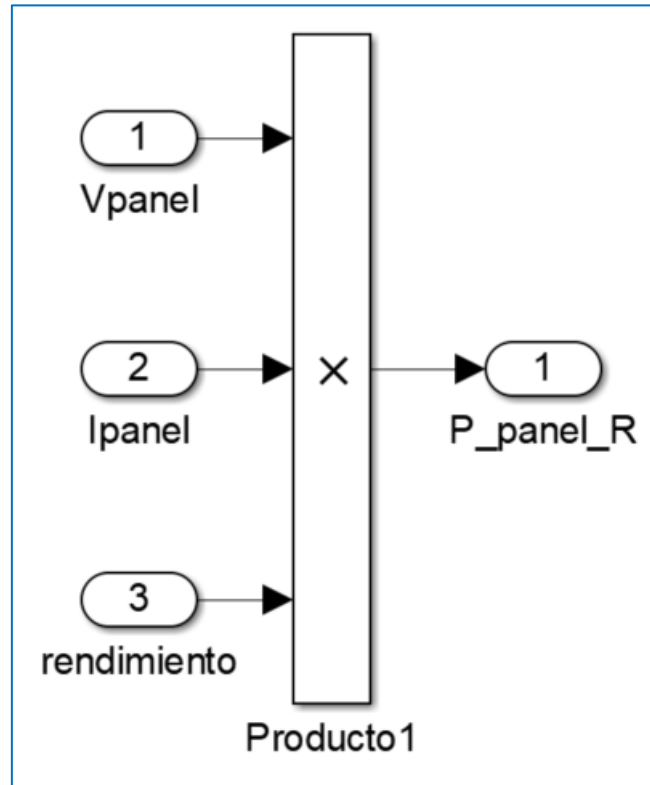 1
Vpanel
2
Ipanel
×
1
P_panel_R
3
rendimiento
Producto1